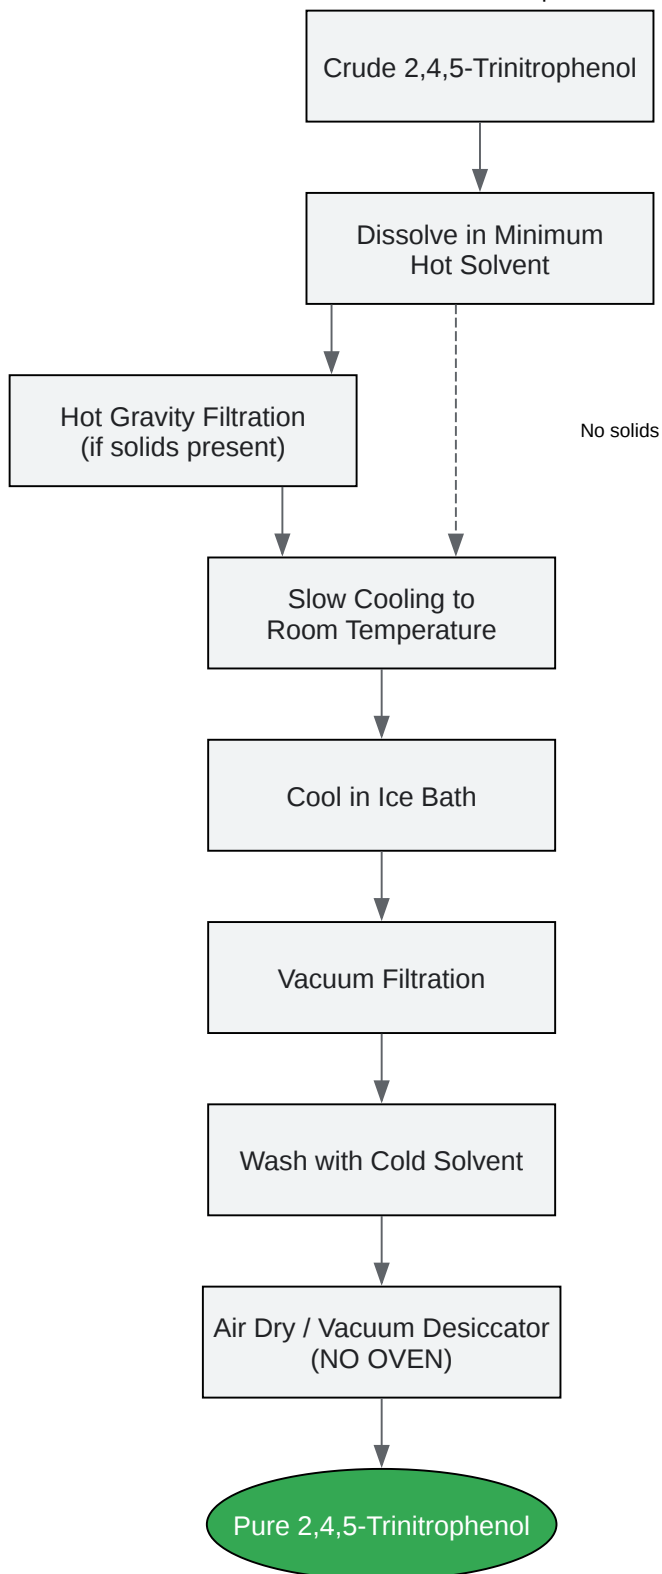 Crude 2,4,5-Trinitrophenol
Dissolve in Minimum
Hot Solvent
Hot Gravity Filtration
(if solids present)
No solids
Slow Cooling to
Room Temperature
Cool in Ice Bath
Vacuum Filtration
Wash with Cold Solvent
Air Dry / Vacuum Desiccator
(NO OVEN)
Pure 2,4,5-Trinitrophenol